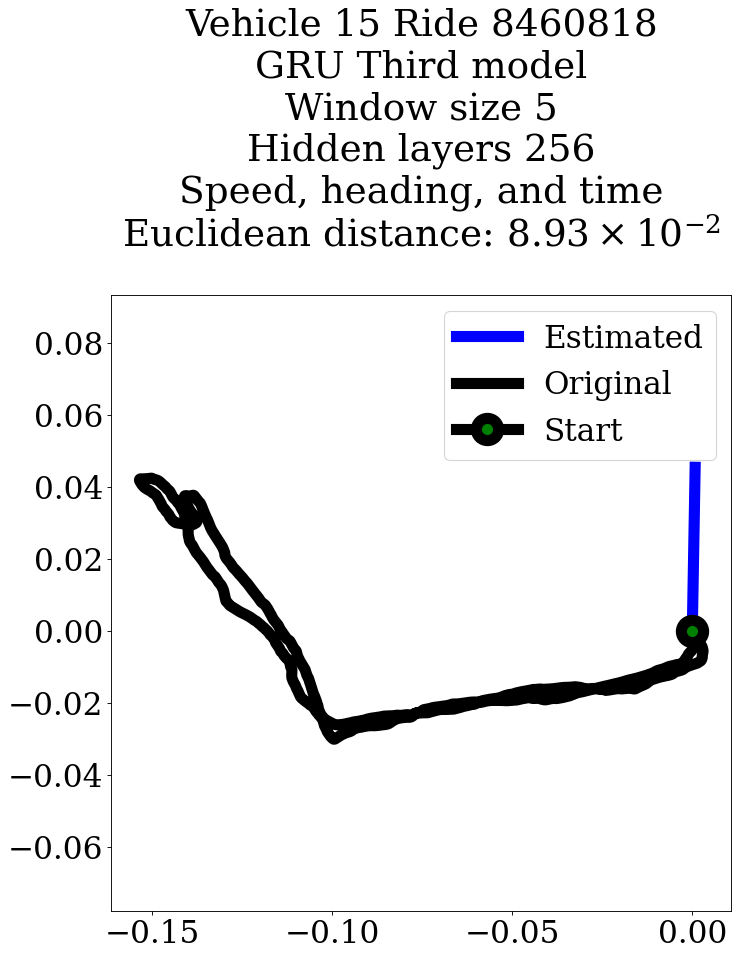 Vehicle 15 Ride 8460818
GRU Third model
Window size 5
Hidden layers 256
Speed, heading, and time
Euclidean distance: 8.93 × 10⁻²
Estimated
Original
Start
0.08
0.06
0.04
0.02
0.00
−0.02
−0.04
−0.06
−0.15 −0.10 −0.05 0.00